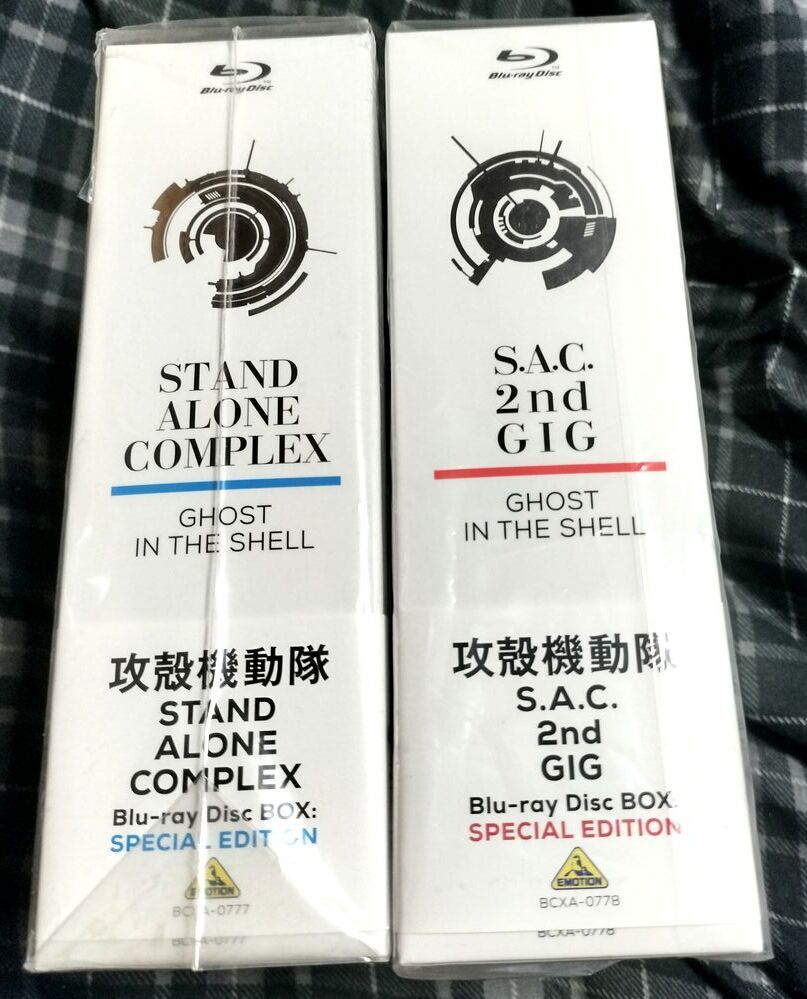 Blu-ray Disc
STAND
ALONE
COMPLEX
GHOST
IN THE SHELL
攻殻機動隊
STAND
ALONE
COMPLEX
Blu-ray Disc BOX:
SPECIAL EDITION
EMOTION
BCXA-0777
BCXA-0777
Blu-ray Disc
S.A.C.
2nd
GIG
GHOST
IN THE SHELL
攻殻機動隊
S.A.C.
2nd
GIG
Blu-ray Disc BOX:
SPECIAL EDITION
EMOTION
BCXA-0778
BCXA-0778